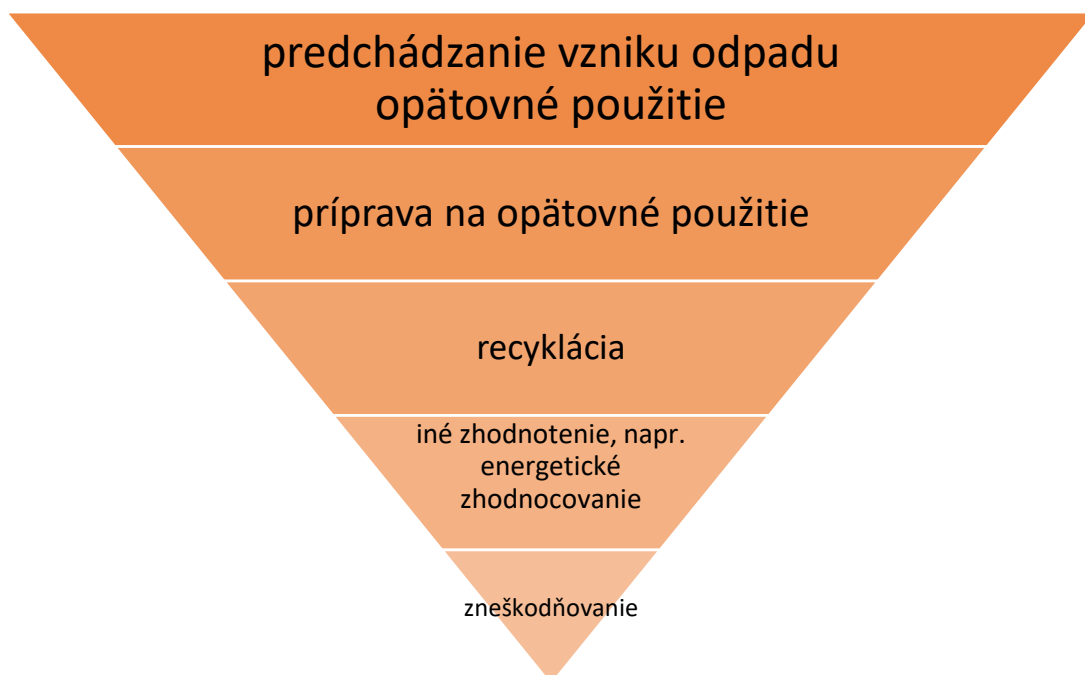 predchádzanie vzniku odpadu
opätovné použitie
príprava na opätovné použitie
recyklácia
iné zhodnotenie, napr.
energetické
zhodnocovanie
zneškodňovanie